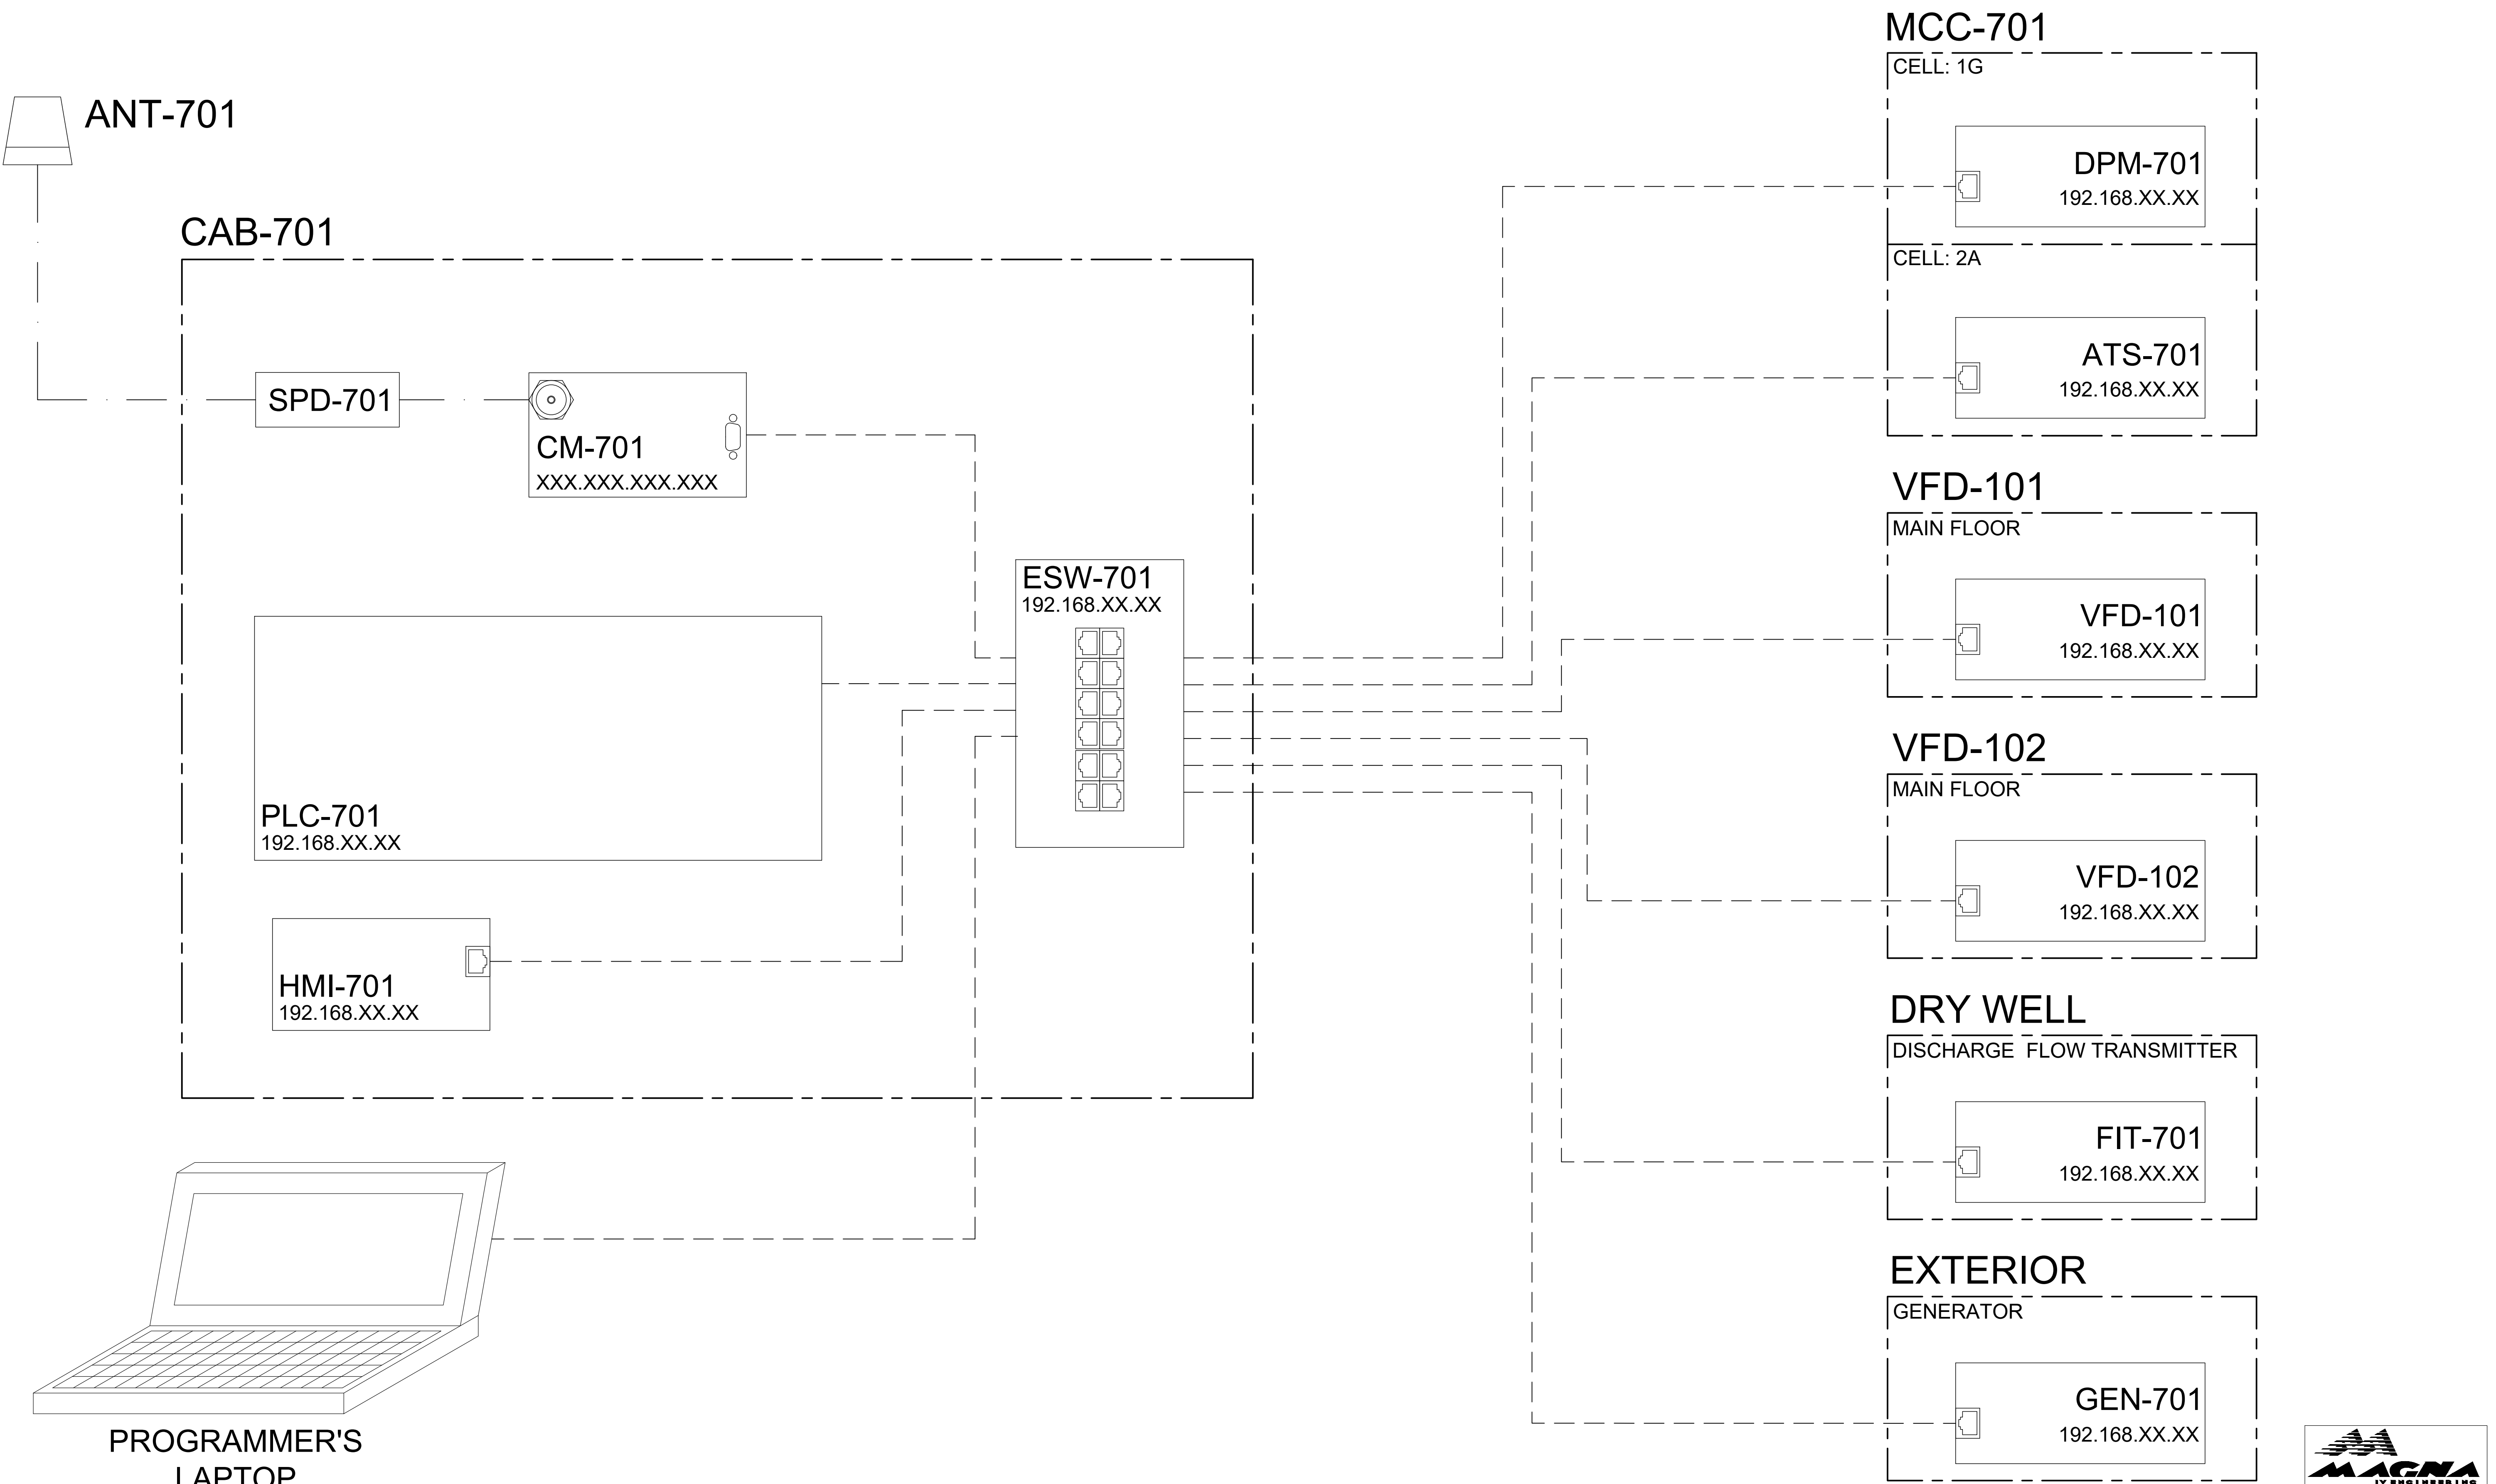 MCC-701
CELL: 1G
DPM-701
192.168.XX.XX
CELL: 2A
ATS-701
192.168.XX.XX
ANT-701
CAB-701
SPD-701
CM-701
XXX.XXX.XXX.XXX
ESW-701
192.168.XX.XX
PLC-701
192.168.XX.XX
HMI-701
192.168.XX.XX
VFD-101
MAIN FLOOR
VFD-101
192.168.XX.XX
VFD-102
MAIN FLOOR
VFD-102
192.168.XX.XX
DRY WELL
DISCHARGE FLOW TRANSMITTER
FIT-701
192.168.XX.XX
EXTERIOR
GENERATOR
GEN-701
192.168.XX.XX
PROGRAMMER'S
LAPTOP
MAGNA
IV ENGINEERING